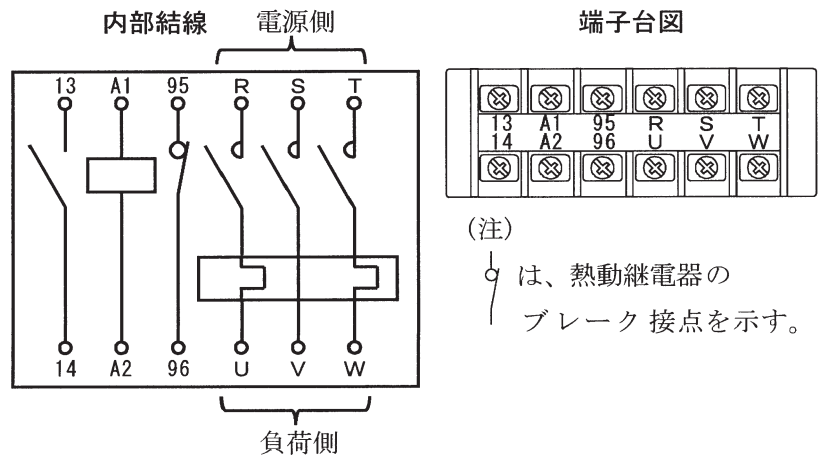 内部結線
電源側
13 A1 95 R S T
14 A2 96 U V W
負荷側
端子台図
13 A1 95 R S T
14 A2 96 U V W
(注)
は、熱動継電器の
ブレーク接点を示す。